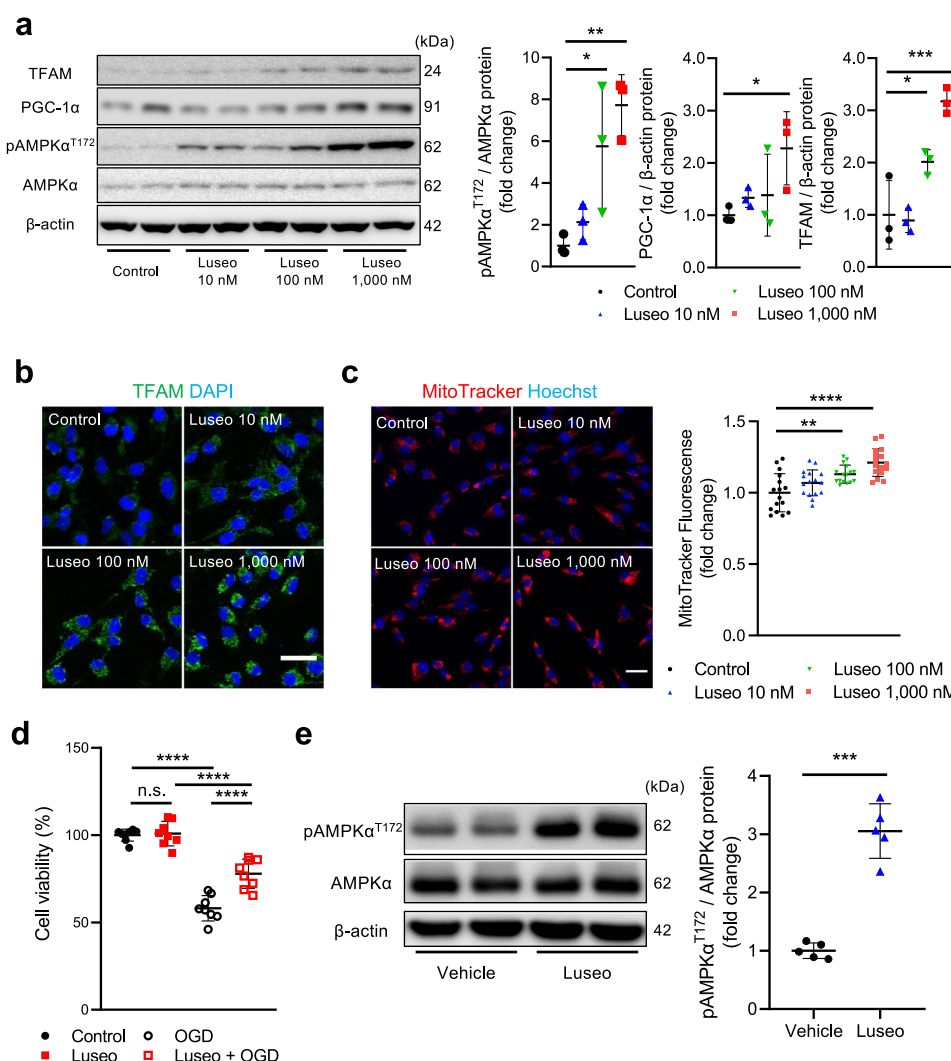 a
(kDa)
TFAM
24
PGC-1α
91
pAMPKαT172
62
AMPKα
62
β-actin
42
Control
Luseo
10 nM
Luseo
100 nM
Luseo
1,000 nM
pAMPKαT172 / AMPKα protein
(fold change)
10
8
6
4
2
0
**
*
PGC-1α / β-actin protein
(fold change)
4.0
3.0
2.0
1.0
0.0
*
TFAM / β-actin protein
(fold change)
4.0
3.0
2.0
1.0
0.0
***
*
Control
Luseo 10 nM
Luseo 100 nM
Luseo 1,000 nM
b
TFAM DAPI
Control
Luseo 10 nM
Luseo 100 nM
Luseo 1,000 nM
c
MitoTracker Hoechst
Control
Luseo 10 nM
Luseo 100 nM
Luseo 1,000 nM
MitoTracker Fluorescense
(fold change)
1.5
1.0
0.5
0.0
****
**
Control
Luseo 10 nM
Luseo 100 nM
Luseo 1,000 nM
d
Cell viability (%)
150
100
50
0
****
n.s.
****
****
Control
Luseo
OGD
Luseo + OGD
e
(kDa)
pAMPKαT172
62
AMPKα
62
β-actin
42
Vehicle
Luseo
pAMPKαT172 / AMPKα protein
(fold change)
4
3
2
1
0
***
Vehicle
Luseo